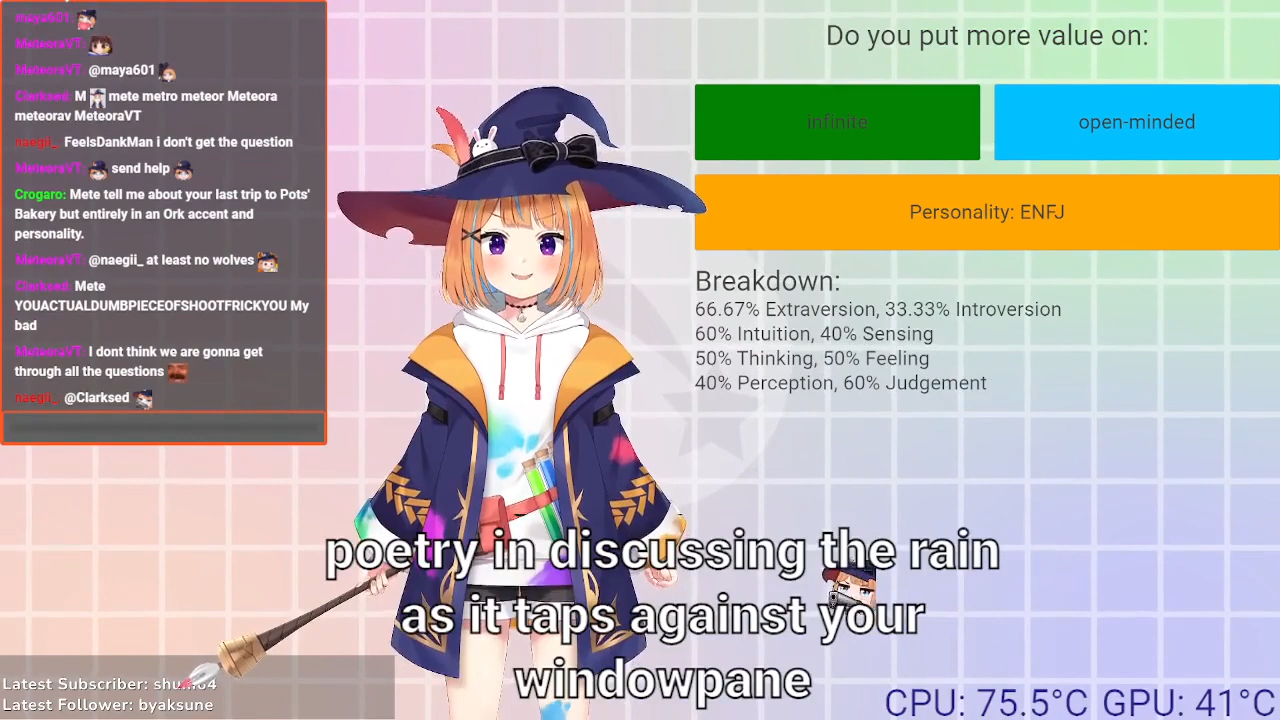 maya601:
MeteoraVT:
MeteoraVT: @maya601
Clarksed: M mete metro meteor Meteora
meteorav MeteoraVT
naegii_ FeelsDankMan i don't get the question
MeteoraVT: send help
Crogaro: Mete tell me about your last trip to Pots'
Bakery but entirely in an Ork accent and
personality.
MeteoraVT: @naegii_ at least no wolves
Clarksed: Mete
YOUACTUALDUMBPIECEOFSHOOTFRICKYOU My
bad
MeteoraVT: I dont think we are gonna get
through all the questions
naegii_ @Clarksed
Do you put more value on:
infinite
open-minded
Personality: ENFJ
Breakdown:
66.67% Extraversion, 33.33% Introversion
60% Intuition, 40% Sensing
50% Thinking, 50% Feeling
40% Perception, 60% Judgement
poetry in discussing the rain
as it taps against your
windowpane
Latest Subscriber:
Latest Follower: byaksune
CPU: 75.5°C GPU: 41°C